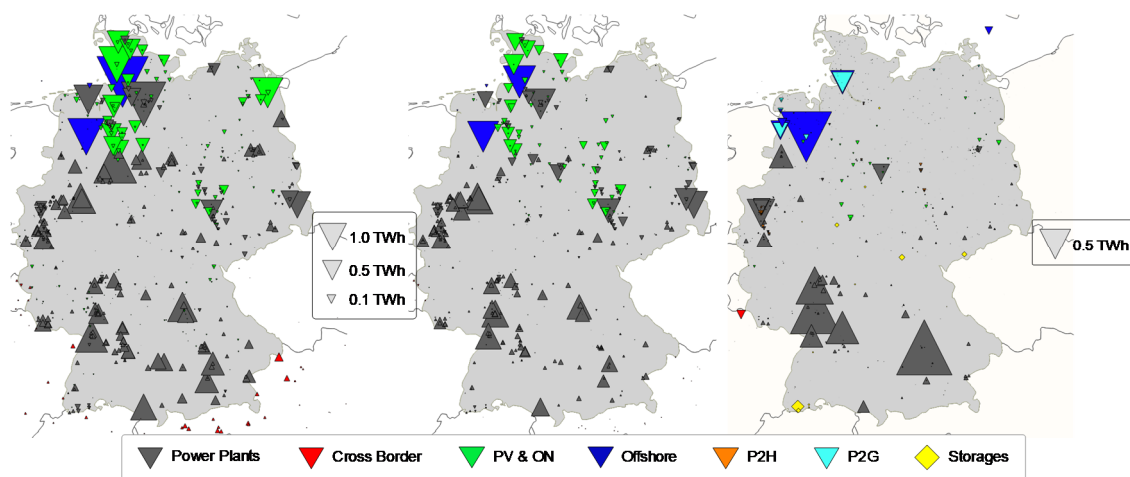 1.0 TWh
0.5 TWh
0.1 TWh
0.5 TWh
Power Plants
Cross Border
PV & ON
Offshore
P2H
P2G
Storages